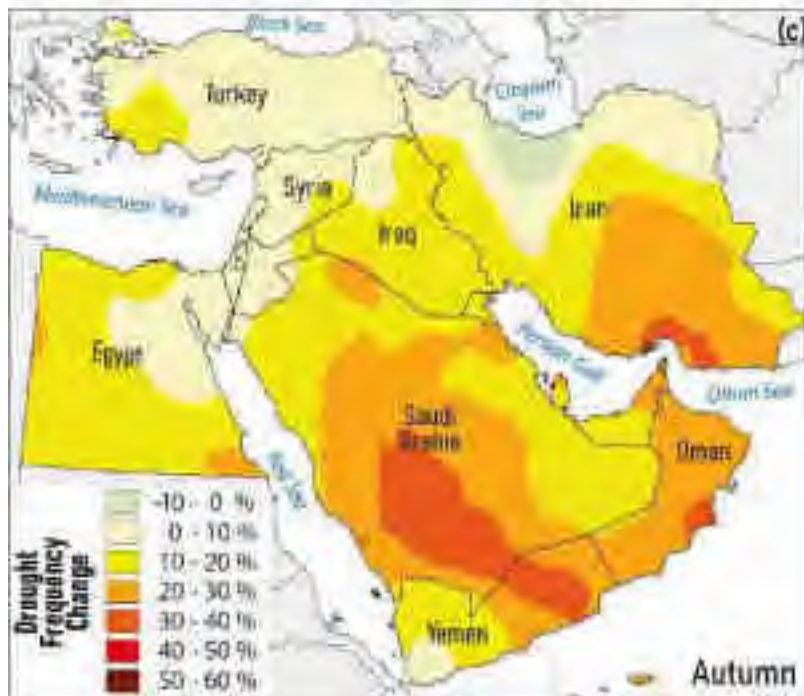 Black Sea
(c)
Turkey
Caspian
Sea
Syria
Mediterranean Sea
Iraq
Iran
Egypt
Persian Gulf
Oman Sea
Saudi
Arabia
Red Sea
Oman
Yemen
Drought
Frequency
Change
-10 - 0 %
0 - 10 %
10 - 20 %
20 - 30 %
30 - 40 %
40 - 50 %
50 - 60 %
Autumn